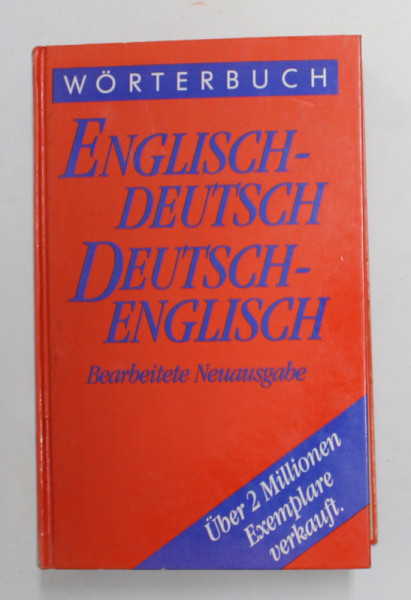 WÖRTERBUCH
ENGLISCH-
DEUTSCH
DEUTSCH-
ENGLISCH
Bearbeitete Neuausgabe
Über 2 Millionen
Exemplare
verkauft.